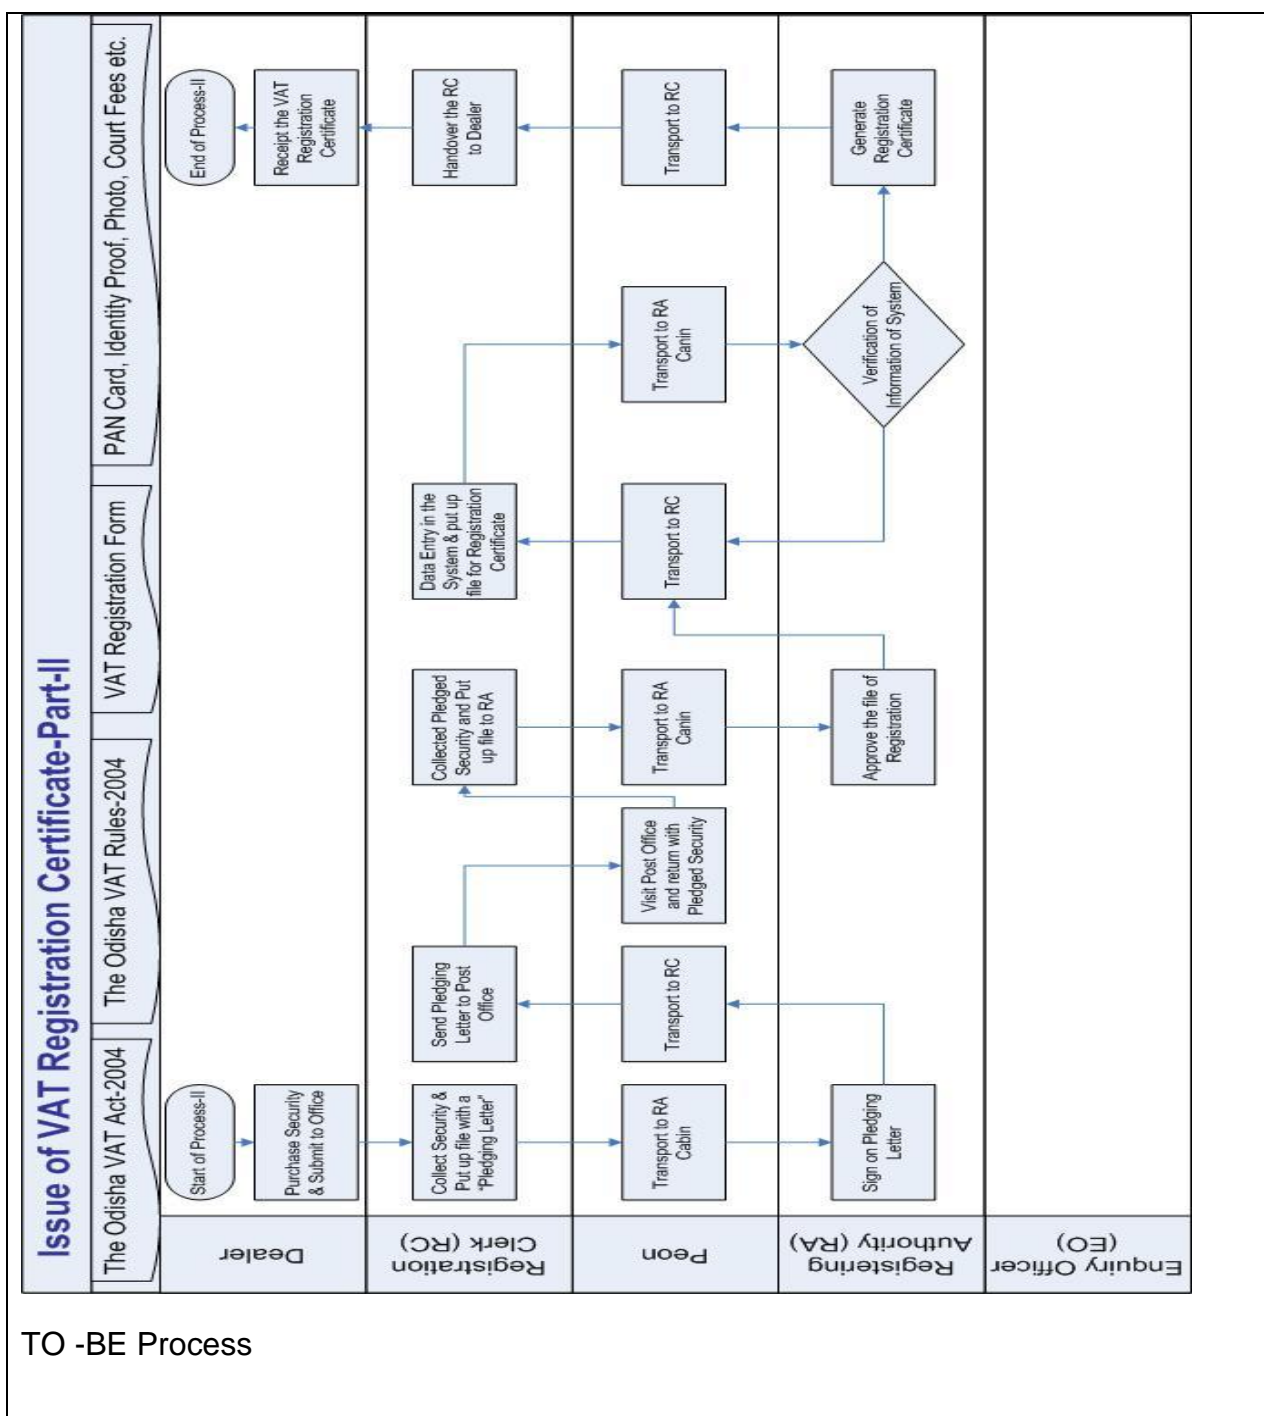 Issue of VAT Registration Certificate-Part-II
The Odisha VAT Act-2004
The Odisha VAT Rules-2004
VAT Registration Form
PAN Card, Identity Proof, Photo, Court Fees etc.
Dealer
Start of Process-II
Purchase Security
& Submit to Office
Receipt the VAT
Registration
Certificate
End of Process-II
Registration
Clerk (RC)
Collect Security &
Put up file with a
"Pledging Letter"
Send Pledging
Letter to Post
Office
Collected Pledged
Security and Put
up file to RA
Data Entry in the
System & put up
file for Registration
Certificate
Handover the RC
to Dealer
Peon
Transport to RA
Cabin
Transport to RC
Visit Post Office
and return with
Pledged Security
Transport to RA
Canin
Transport to RC
Transport to RA
Canin
Transport to RC
Registering
Authority (RA)
Sign on Pledging
Letter
Approve the file of
Registration
Verification of
Information of System
Generate
Registration
Certificate
Enquiry Officer
(EO)
TO -BE Process